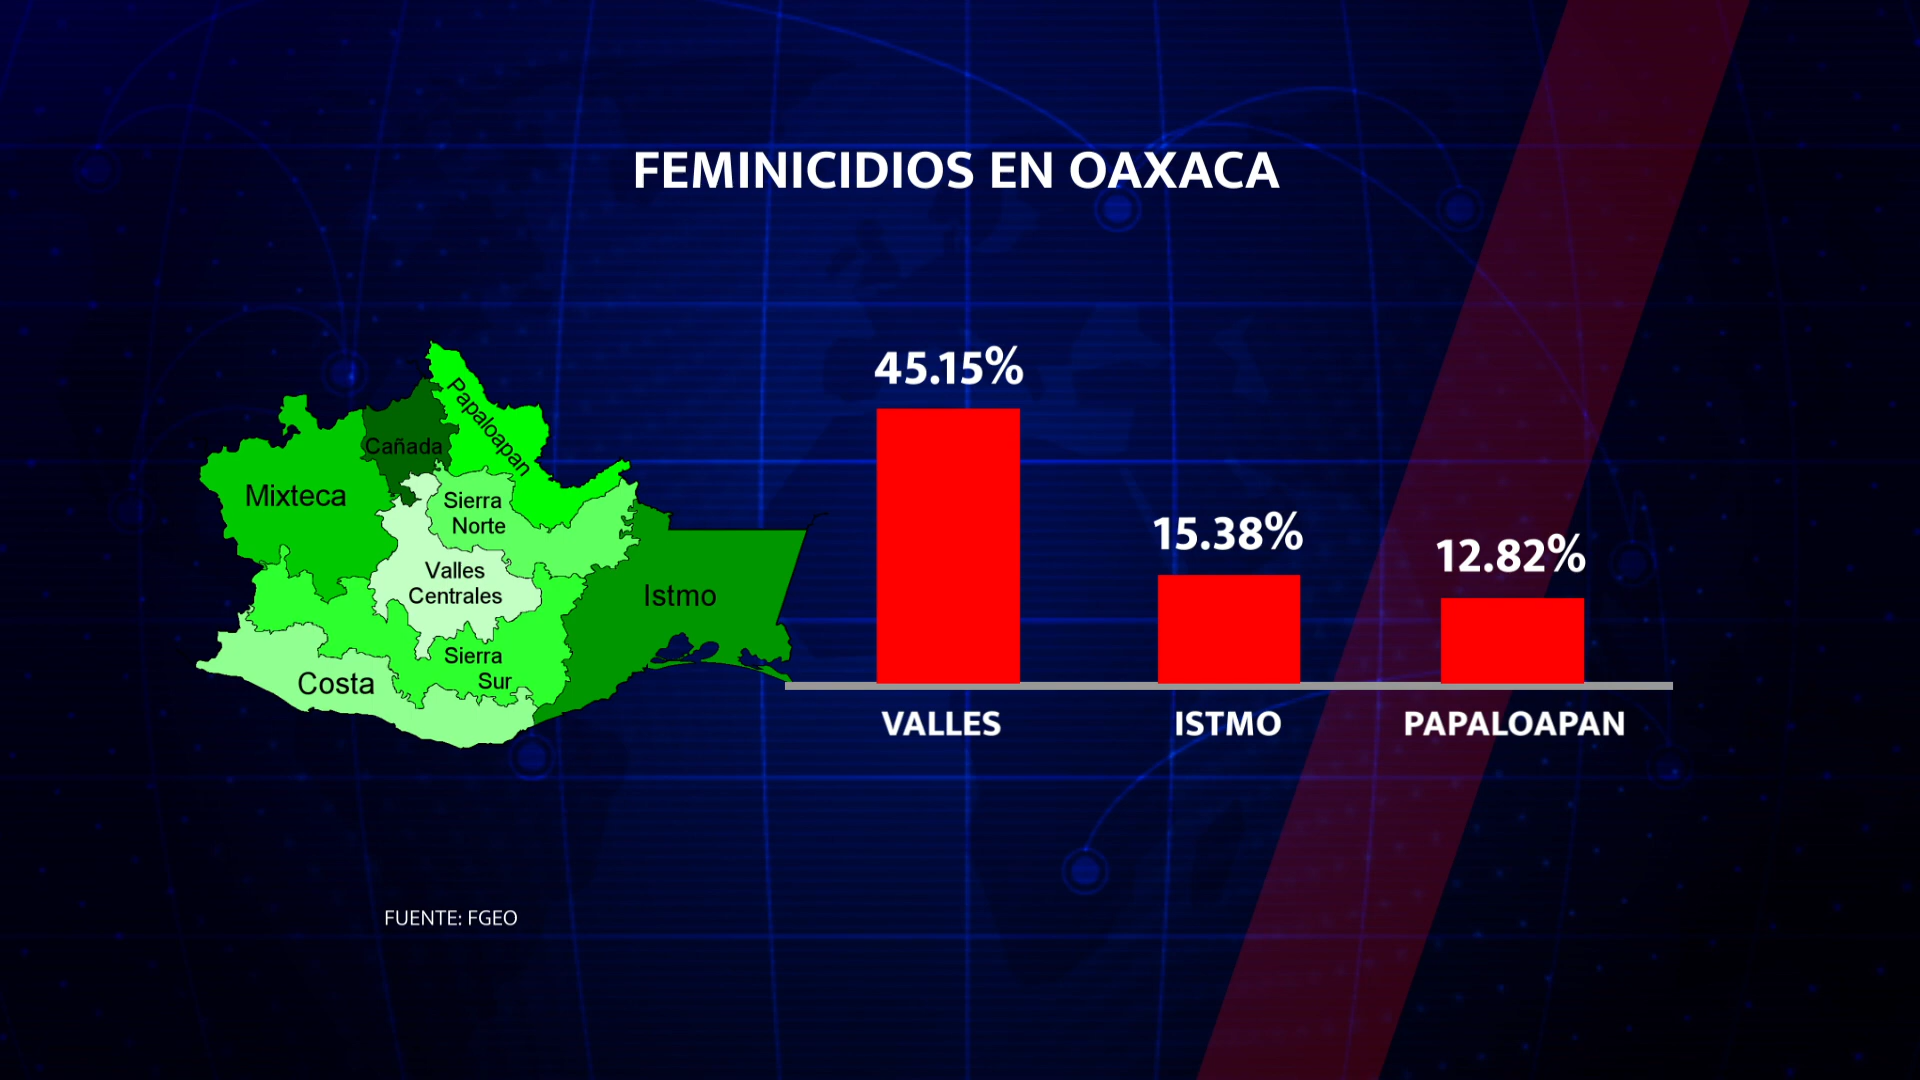 FEMINICIDIOS EN OAXACA
Papaloapan
Cañada
Mixteca
Sierra
Norte
Valles
Centrales
Istmo
Sierra
Sur
Costa
45.15%
15.38%
12.82%
VALLES
ISTMO
PAPALOAPAN
FUENTE: FGEO